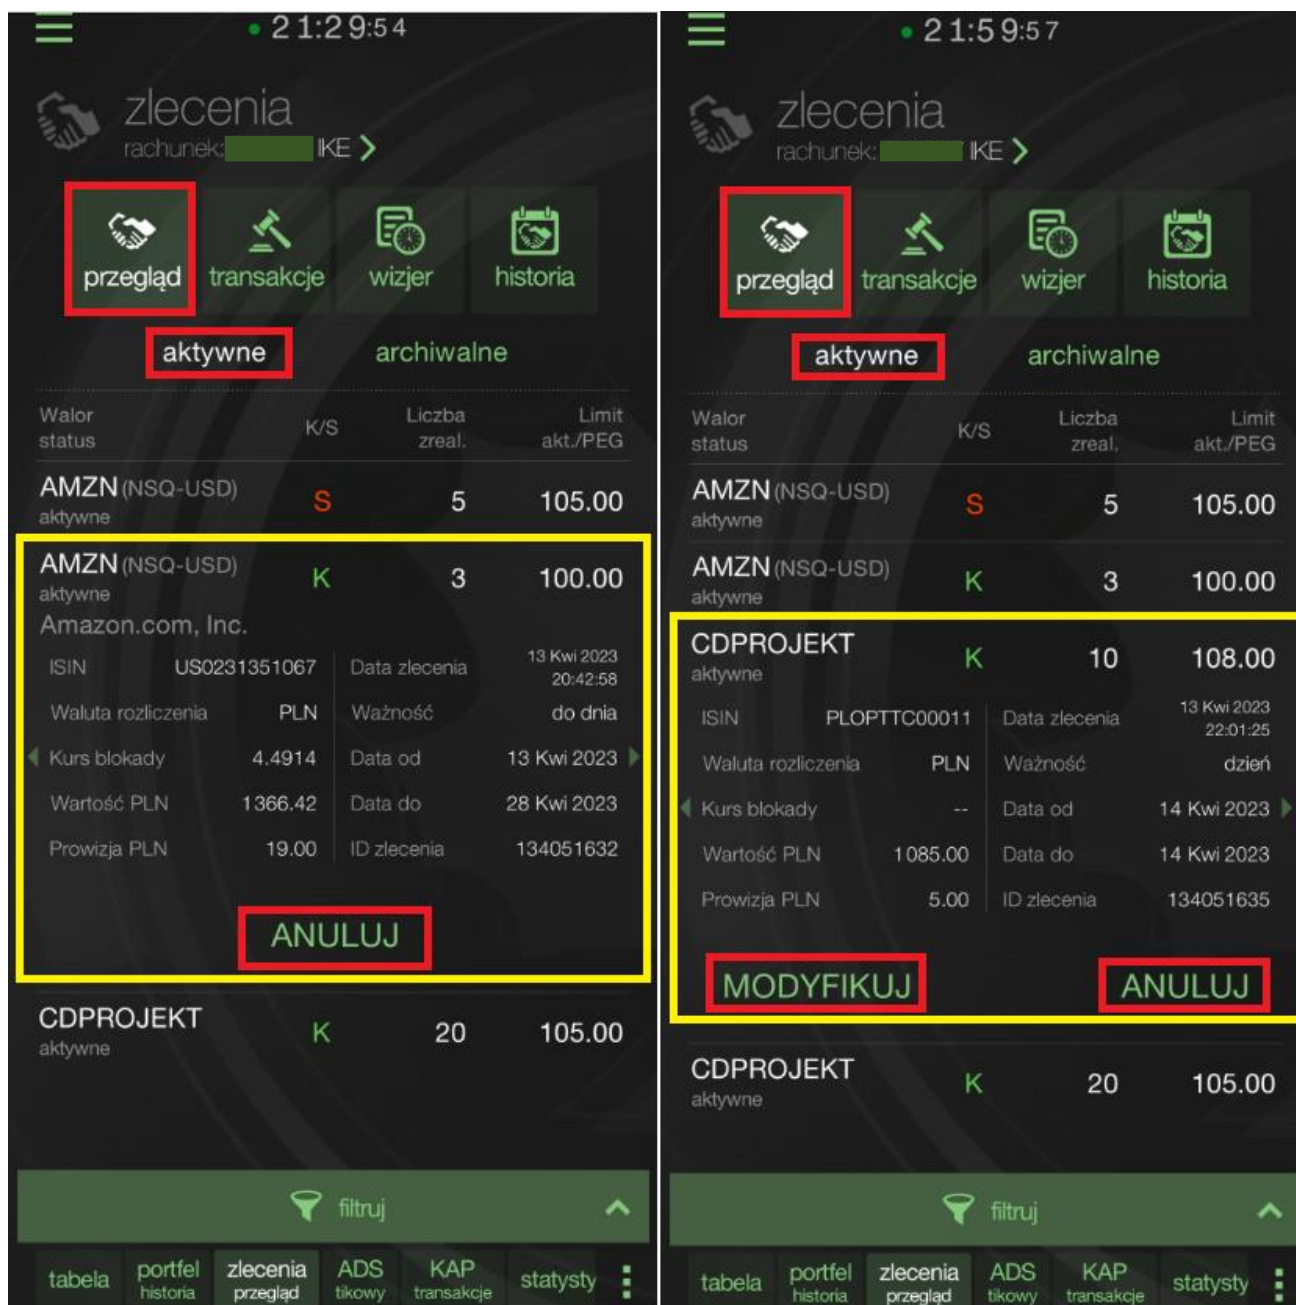 21:29:54
zlecenia
rachunek: IKE
przegląd transakcje wizjer historia
aktywne archiwalne
Walor K/S Liczba Limit
status zreal. akt./PEG
AMZN (NSQ-USD) S 5 105.00
aktywne
AMZN (NSQ-USD) K 3 100.00
aktywne
Amazon.com, Inc.
ISIN US0231351067 Data zlecenia 13 Kwi 2023
20:42:58
Waluta rozliczenia PLN Ważność do dnia
Kurs blokady 4.4914 Data od 13 Kwi 2023
Wartość PLN 1366.42 Data do 28 Kwi 2023
Prowizja PLN 19.00 ID zlecenia 134051632
ANULUJ
CDPROJEKT K 20 105.00
aktywne
filtruj
tabela portfel zlecenia ADS KAP statysty
historia przegląd tikowy transakcje
21:59:57
zlecenia
rachunek: IKE
przegląd transakcje wizjer historia
aktywne archiwalne
Walor K/S Liczba Limit
status zreal. akt./PEG
AMZN (NSQ-USD) S 5 105.00
aktywne
AMZN (NSQ-USD) K 3 100.00
aktywne
CDPROJEKT K 10 108.00
aktywne
ISIN PLOPTTC00011 Data zlecenia 13 Kwi 2023
22:01:25
Waluta rozliczenia PLN Ważność dzień
Kurs blokady -- Data od 14 Kwi 2023
Wartość PLN 1085.00 Data do 14 Kwi 2023
Prowizja PLN 5.00 ID zlecenia 134051635
MODYFIKUJ ANULUJ
CDPROJEKT K 20 105.00
aktywne
filtruj
tabela portfel zlecenia ADS KAP statysty
historia przegląd tikowy transakcje